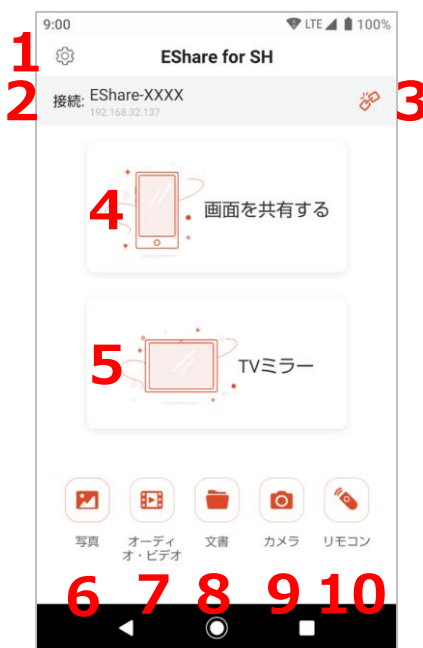 9:00 LTE 100%
1
EShare for SH
2 接続: EShare-XXXX 3
192.168.32.137
4 画面を共有する
5 TVミラー
写真 オーディ 文書 カメラ リモコン
オ・ビデオ
6 7 8 9 10